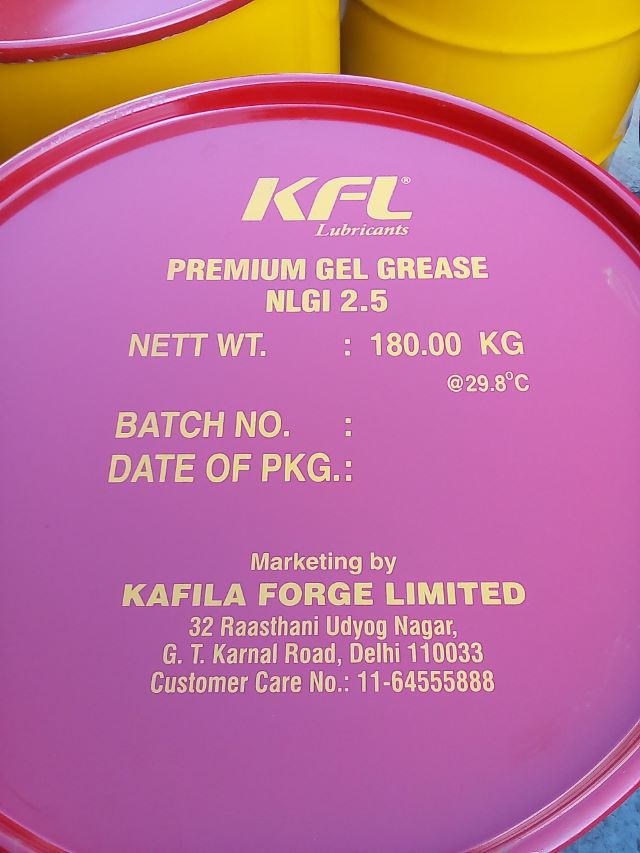 KFL®
Lubricants
PREMIUM GEL GREASE
NLGI 2.5
NETT WT. : 180.00 KG
@29.8°C
BATCH NO. :
DATE OF PKG.:
Marketing by
KAFILA FORGE LIMITED
32 Raasthani Udyog Nagar,
G. T. Karnal Road, Delhi 110033
Customer Care No.: 11-64555888